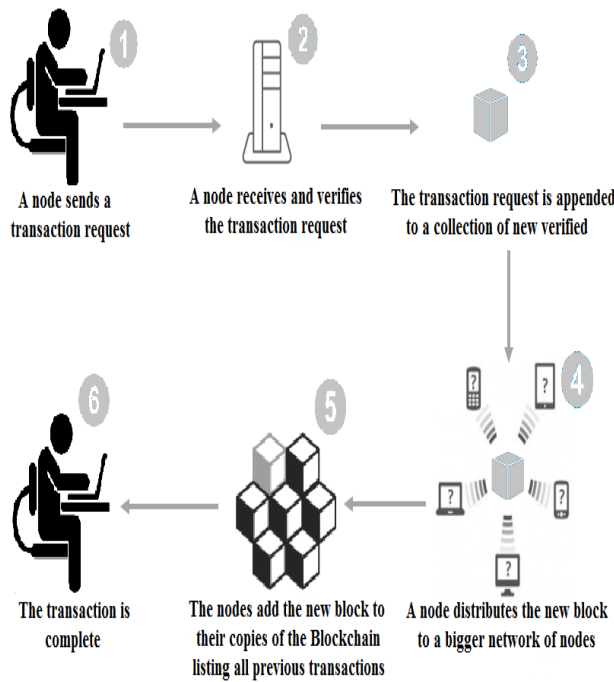 1
A node sends a
transaction request
2
A node receives and verifies
the transaction request
3
The transaction request is appended
to a collection of new verified
4
?
?
?
?
?
A node distributes the new block
to a bigger network of nodes
5
The nodes add the new block to
their copies of the Blockchain
listing all previous transactions
6
The transaction is
complete